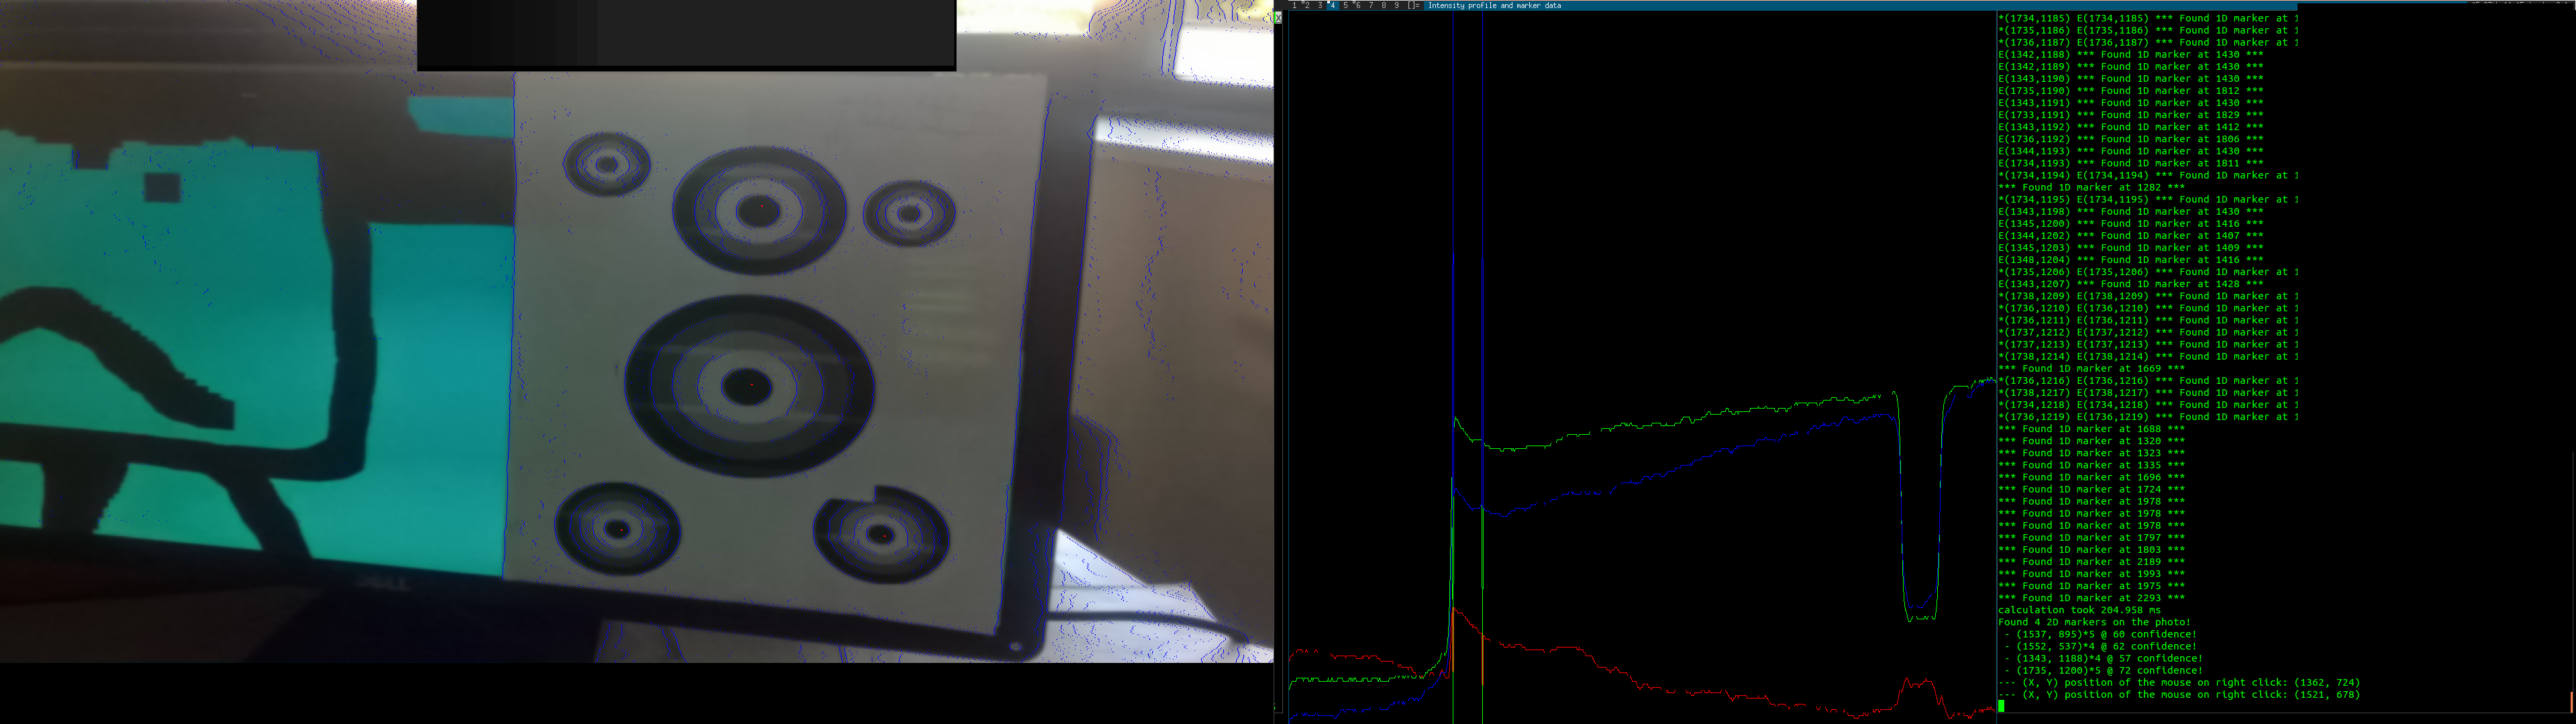 1 2 3 4 5 6 7 8 9 []= Intensity profile and marker data
X
DELL
*(1734,1185) E(1734,1185) *** Found 1D marker at 1
*(1735,1186) E(1735,1186) *** Found 1D marker at 1
*(1736,1187) E(1736,1187) *** Found 1D marker at 1
E(1342,1188) *** Found 1D marker at 1430 ***
E(1342,1189) *** Found 1D marker at 1430 ***
E(1343,1190) *** Found 1D marker at 1430 ***
E(1735,1190) *** Found 1D marker at 1812 ***
E(1343,1191) *** Found 1D marker at 1430 ***
E(1733,1191) *** Found 1D marker at 1829 ***
E(1343,1192) *** Found 1D marker at 1412 ***
E(1736,1192) *** Found 1D marker at 1806 ***
E(1344,1193) *** Found 1D marker at 1430 ***
E(1734,1193) *** Found 1D marker at 1811 ***
*(1734,1194) E(1734,1194) *** Found 1D marker at 1
*** Found 1D marker at 1282 ***
*(1734,1195) E(1734,1195) *** Found 1D marker at 1
E(1343,1198) *** Found 1D marker at 1430 ***
E(1345,1200) *** Found 1D marker at 1416 ***
E(1344,1202) *** Found 1D marker at 1407 ***
E(1345,1203) *** Found 1D marker at 1409 ***
E(1348,1204) *** Found 1D marker at 1416 ***
*(1735,1206) E(1735,1206) *** Found 1D marker at 1
E(1343,1207) *** Found 1D marker at 1428 ***
*(1738,1209) E(1738,1209) *** Found 1D marker at 1
*(1736,1210) E(1736,1210) *** Found 1D marker at 1
*(1736,1211) E(1736,1211) *** Found 1D marker at 1
*(1737,1212) E(1737,1212) *** Found 1D marker at 1
*(1737,1213) E(1737,1213) *** Found 1D marker at 1
*(1738,1214) E(1738,1214) *** Found 1D marker at 1
*** Found 1D marker at 1669 ***
*(1736,1216) E(1736,1216) *** Found 1D marker at 1
*(1738,1217) E(1738,1217) *** Found 1D marker at 1
*(1734,1218) E(1734,1218) *** Found 1D marker at 1
*(1736,1219) E(1736,1219) *** Found 1D marker at 1
*** Found 1D marker at 1688 ***
*** Found 1D marker at 1320 ***
*** Found 1D marker at 1323 ***
*** Found 1D marker at 1335 ***
*** Found 1D marker at 1696 ***
*** Found 1D marker at 1724 ***
*** Found 1D marker at 1978 ***
*** Found 1D marker at 1978 ***
*** Found 1D marker at 1978 ***
*** Found 1D marker at 1797 ***
*** Found 1D marker at 1803 ***
*** Found 1D marker at 2189 ***
*** Found 1D marker at 1993 ***
*** Found 1D marker at 1975 ***
*** Found 1D marker at 2293 ***
calculation took 204.958 ms
Found 4 2D markers on the photo!
- (1537, 895)*5 @ 60 confidence!
- (1552, 537)*4 @ 62 confidence!
- (1343, 1188)*4 @ 57 confidence!
- (1735, 1200)*5 @ 72 confidence!
--- (X, Y) position of the mouse on right click: (1362, 724)
--- (X, Y) position of the mouse on right click: (1521, 678)